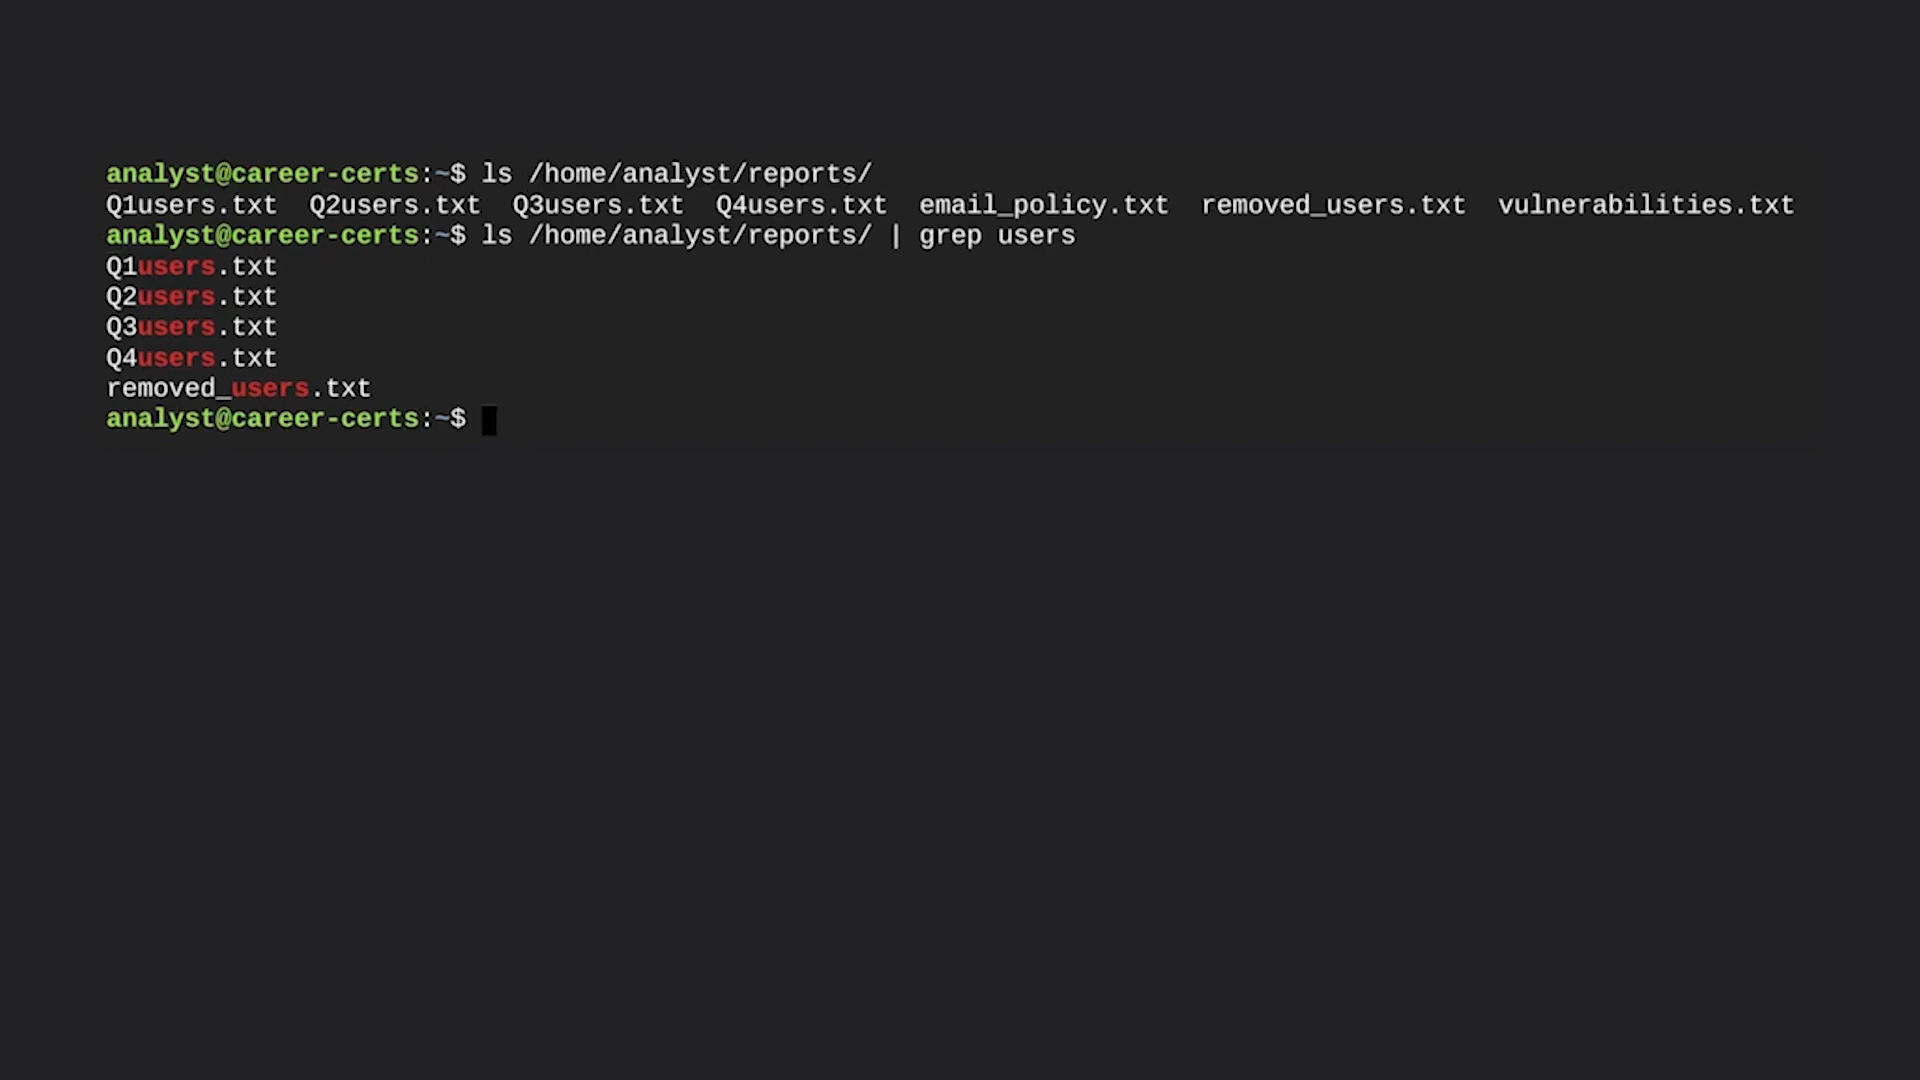 analyst@career-certs:~$ ls /home/analyst/reports/
Q1users.txt  Q2users.txt  Q3users.txt  Q4users.txt  email_policy.txt  removed_users.txt  vulnerabilities.txt
analyst@career-certs:~$ ls /home/analyst/reports/ | grep users
Q1users.txt
Q2users.txt
Q3users.txt
Q4users.txt
removed_users.txt
analyst@career-certs:~$